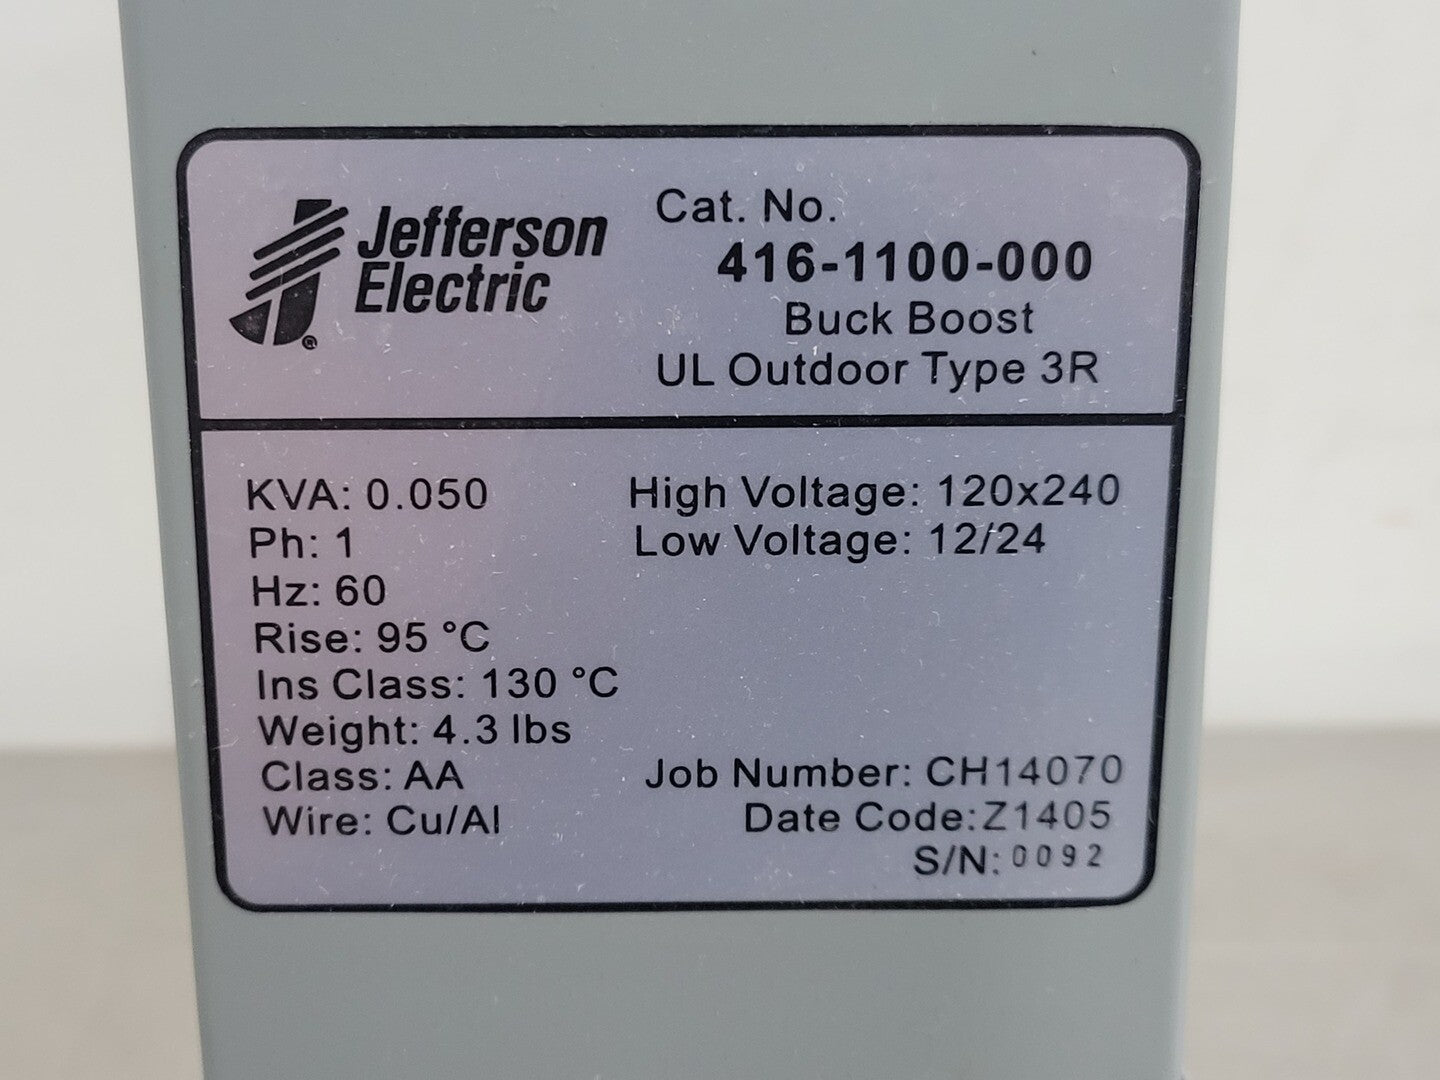 Jefferson
Electric
®
Cat. No.
416-1100-000
Buck Boost
UL Outdoor Type 3R
KVA: 0.050
Ph: 1
Hz: 60
Rise: 95 °C
Ins Class: 130 °C
Weight: 4.3 lbs
Class: AA
Wire: Cu/Al
High Voltage: 120x240
Low Voltage: 12/24
Job Number: CH14070
Date Code:Z1405
S/N:0092